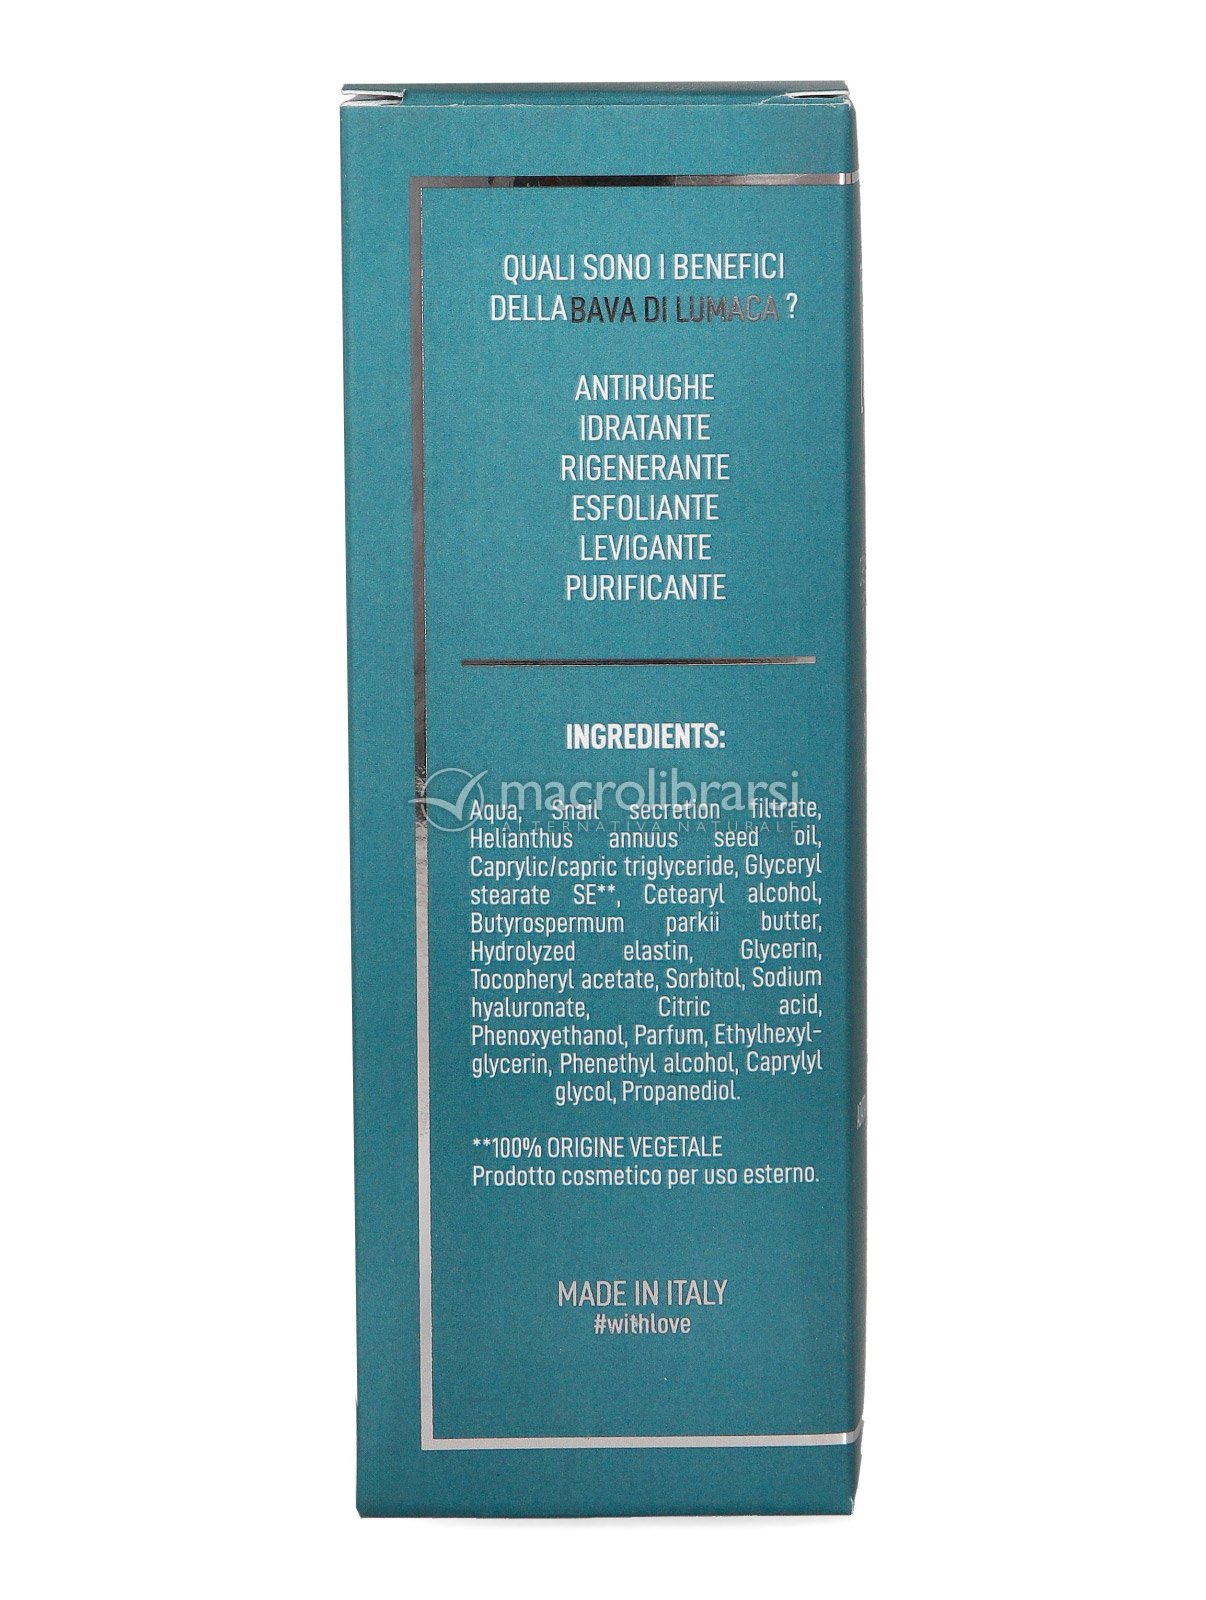 QUALI SONO I BENEFICI
DELLA BAVA DI LUMACA ?
ANTIRUGHE
IDRATANTE
RIGENERANTE
ESFOLIANTE
LEVIGANTE
PURIFICANTE
INGREDIENTS:
macrolibrarsi
ALTERNATIVA NATURALE
Aqua, Snail secretion filtrate,
Helianthus annuus seed oil,
Caprylic/capric triglyceride, Glyceryl
stearate SE**, Cetearyl alcohol,
Butyrospermum parkii butter,
Hydrolyzed elastin, Glycerin,
Tocopheryl acetate, Sorbitol, Sodium
hyaluronate, Citric acid,
Phenoxyethanol, Parfum, Ethylhexyl-
glycerin, Phenethyl alcohol, Caprylyl
glycol, Propanediol.
**100% ORIGINE VEGETALE
Prodotto cosmetico per uso esterno.
MADE IN ITALY
#withlove